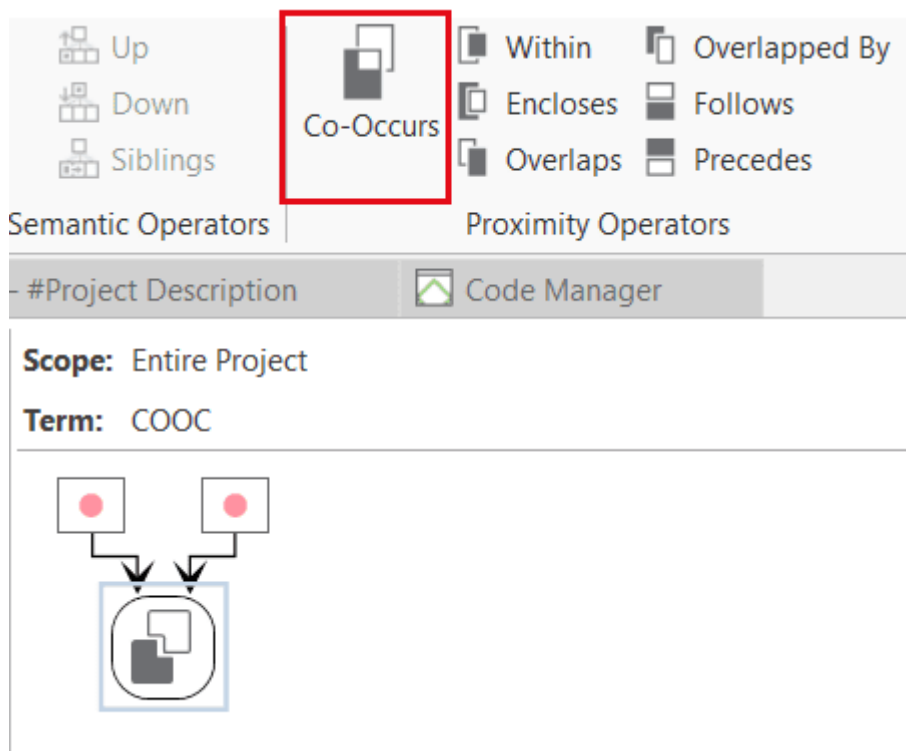 Up
Down
Siblings
Semantic Operators
Co-Occurs
Within
Encloses
Overlaps
Overlapped By
Follows
Precedes
Proximity Operators
- #Project Description
Code Manager
Scope: Entire Project
Term: COOC